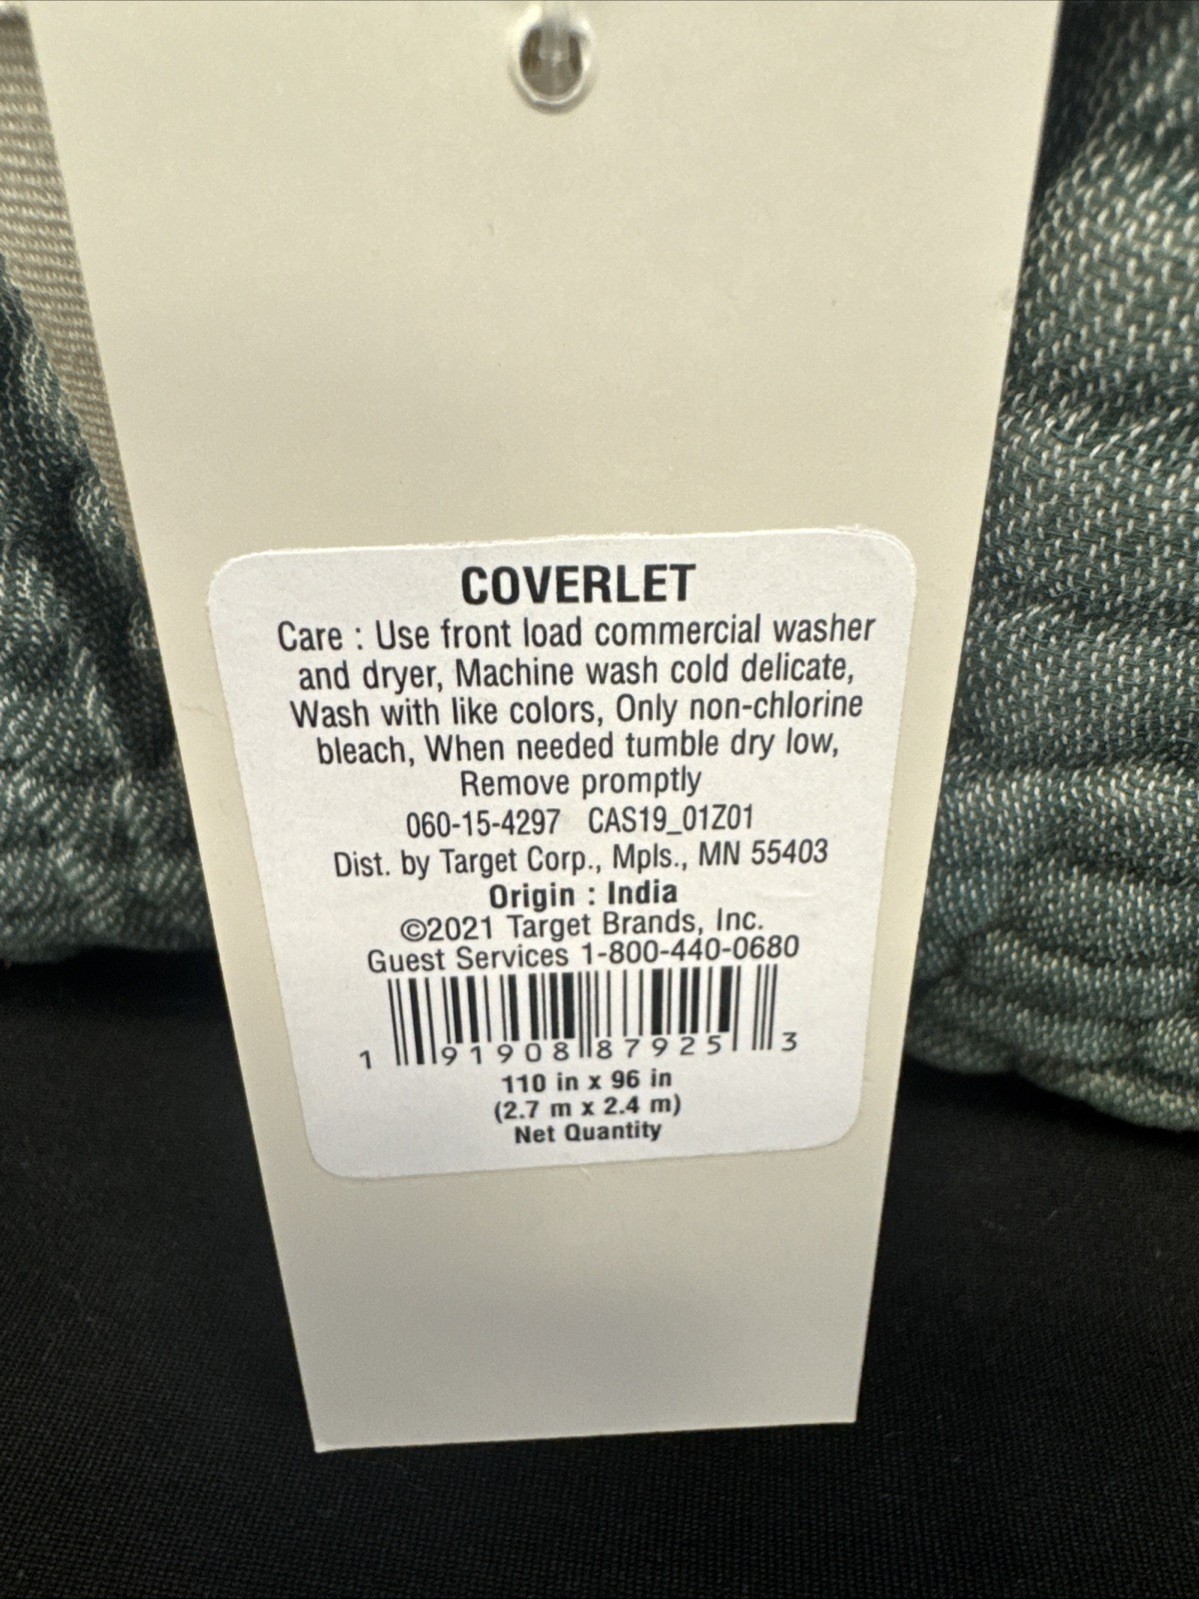 COVERLET
Care : Use front load commercial washer
and dryer, Machine wash cold delicate,
Wash with like colors, Only non-chlorine
bleach, When needed tumble dry low,
Remove promptly
060-15-4297 CAS19_01Z01
Dist. by Target Corp., Mpls., MN 55403
Origin : India
©2021 Target Brands, Inc.
Guest Services 1-800-440-0680
1 91908 87925 3
110 in x 96 in
(2.7 m x 2.4 m)
Net Quantity